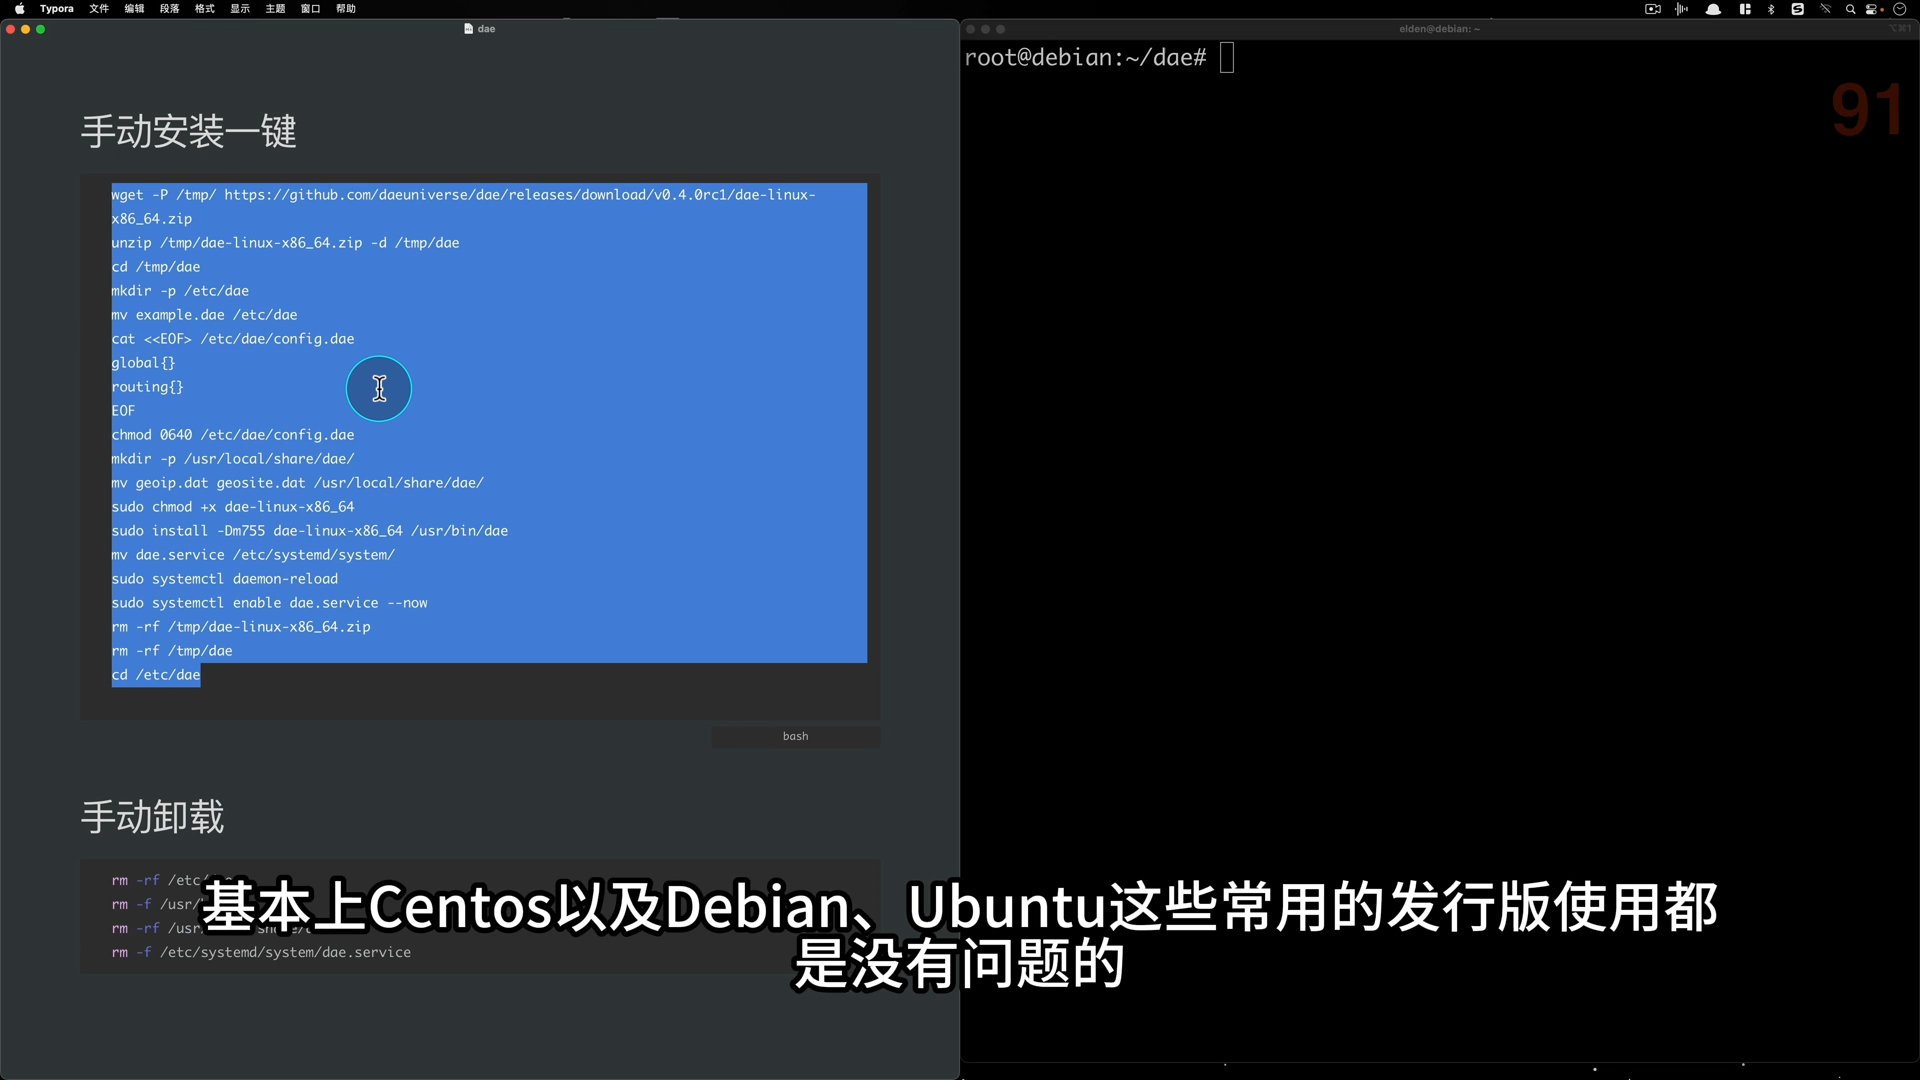 Typora 文件 编辑 段落 格式 显示 主题 窗口 帮助
dae
elden@debian: ~
⌥⌘1
root@debian:~/dae#
91
手动安装一键
wget -P /tmp/ https://github.com/daeuniverse/dae/releases/download/v0.4.0rc1/dae-linux-
x86_64.zip
unzip /tmp/dae-linux-x86_64.zip -d /tmp/dae
cd /tmp/dae
mkdir -p /etc/dae
mv example.dae /etc/dae
cat <<EOF> /etc/dae/config.dae
global{}
routing{}
EOF
chmod 0640 /etc/dae/config.dae
mkdir -p /usr/local/share/dae/
mv geoip.dat geosite.dat /usr/local/share/dae/
sudo chmod +x dae-linux-x86_64
sudo install -Dm755 dae-linux-x86_64 /usr/bin/dae
mv dae.service /etc/systemd/system/
sudo systemctl daemon-reload
sudo systemctl enable dae.service --now
rm -rf /tmp/dae-linux-x86_64.zip
rm -rf /tmp/dae
cd /etc/dae
bash
手动卸载
rm -rf /etc/
rm -f /usr/
rm -rf /usr
rm -f /etc/systemd/system/dae.service
基本上Centos以及Debian、Ubuntu这些常用的发行版使用都
是没有问题的